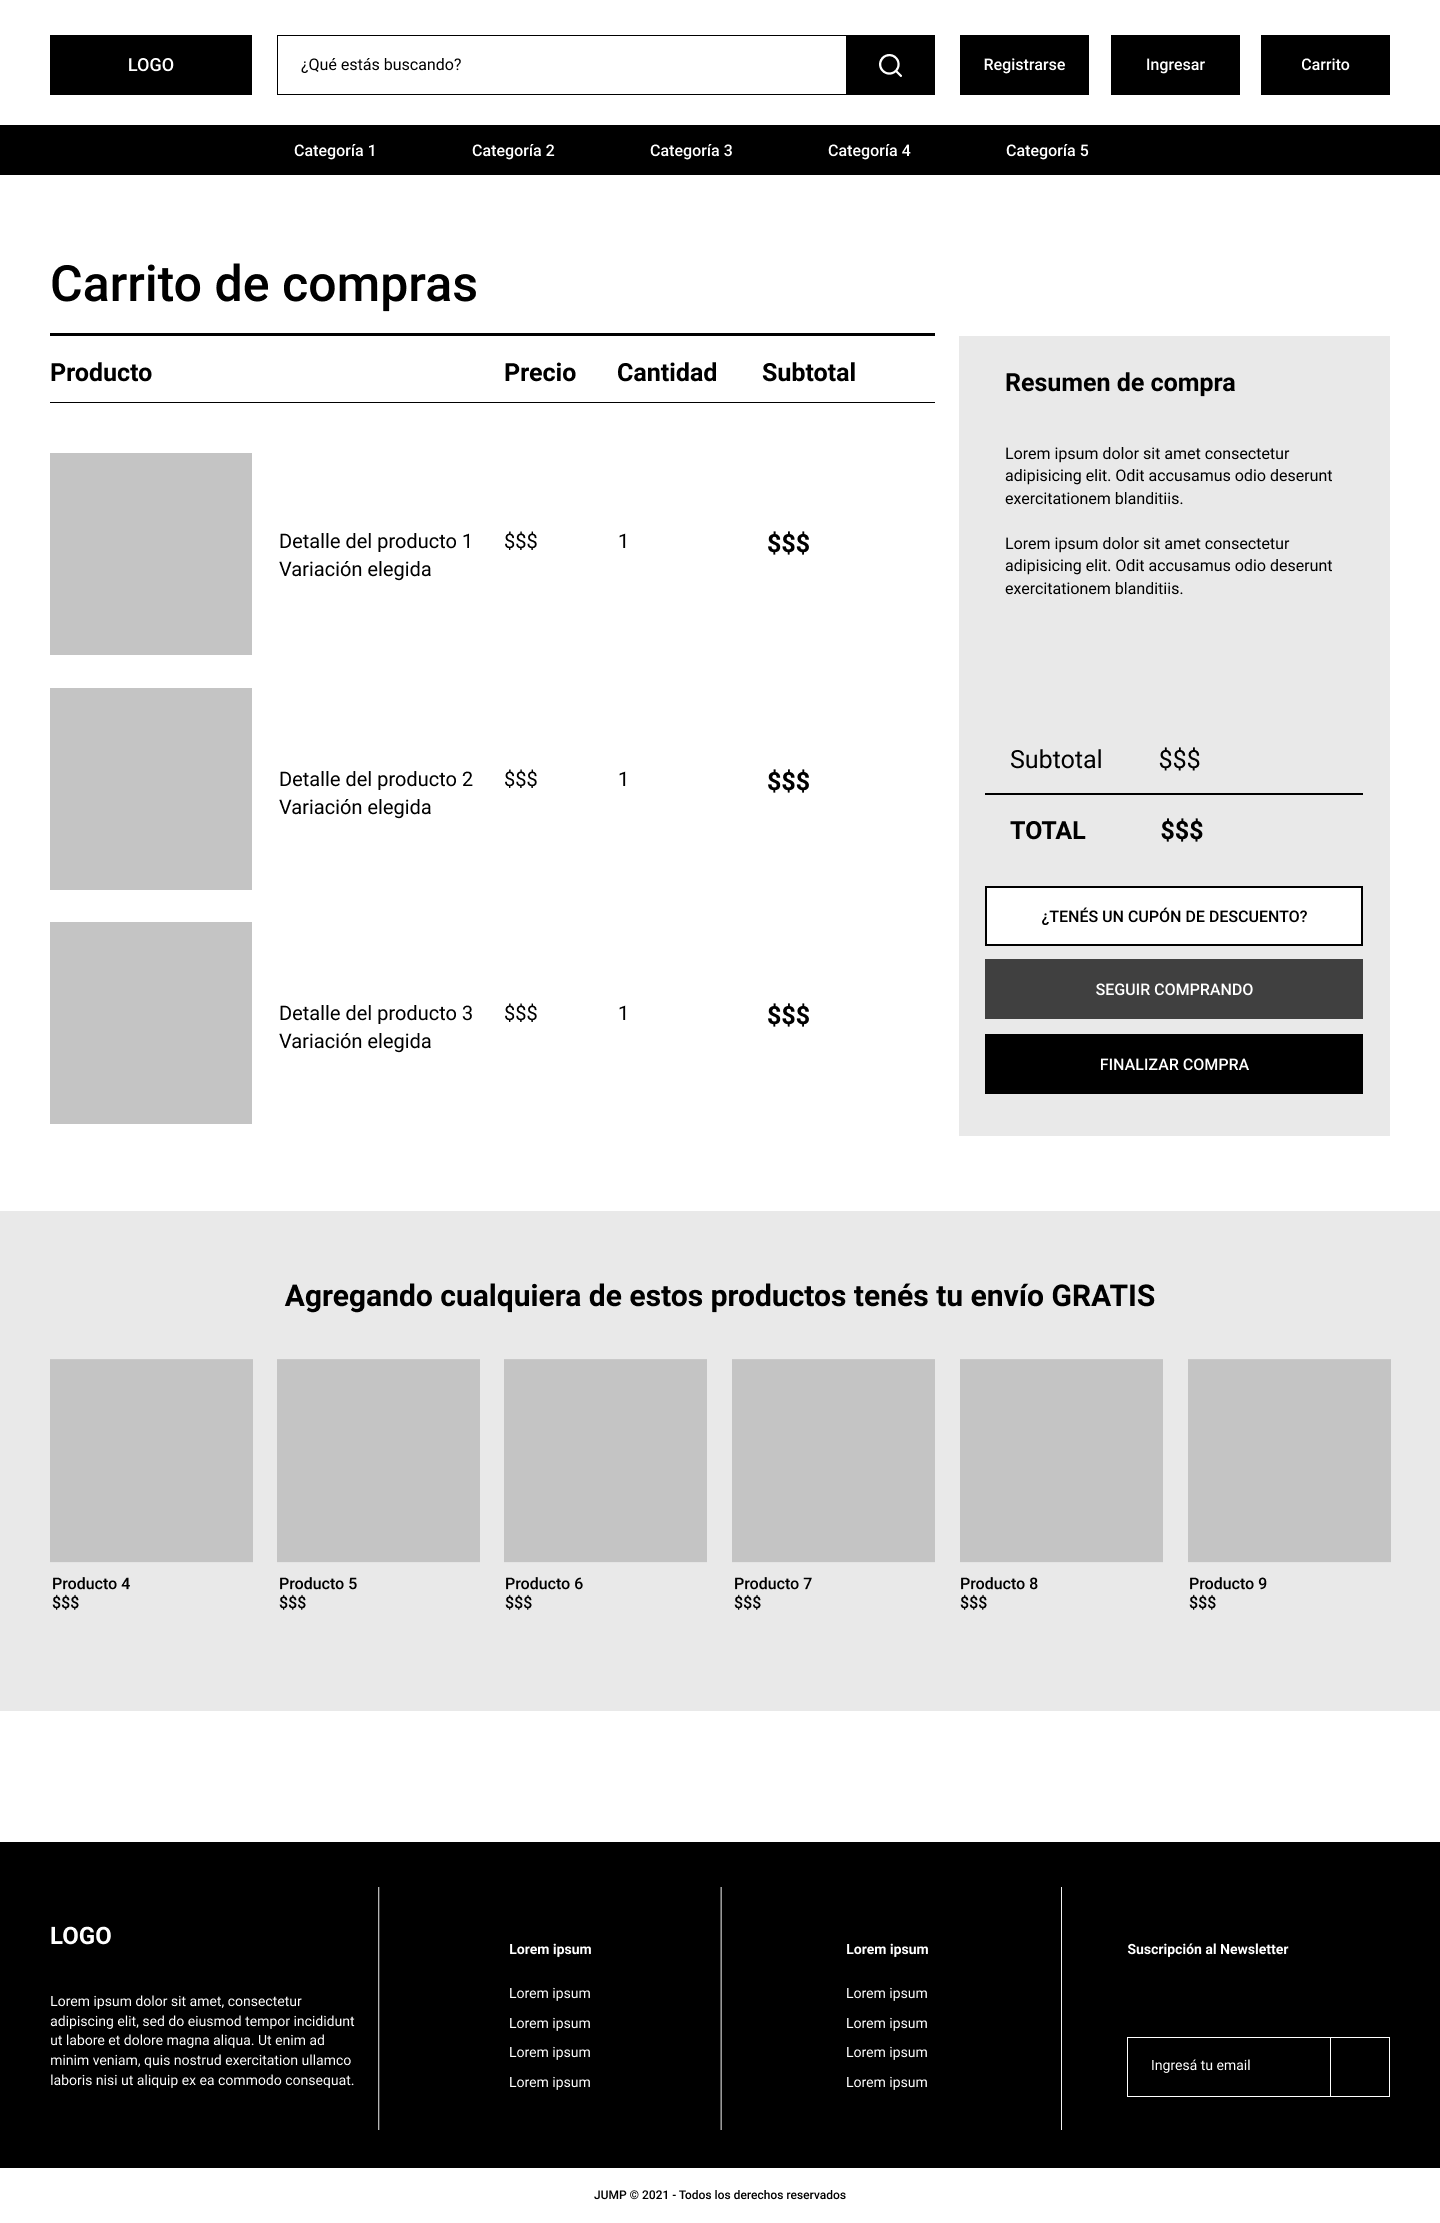 LOGO
¿Qué estás buscando?
Registrarse
Ingresar
Carrito
Categoría 1
Categoría 2
Categoría 3
Categoría 4
Categoría 5
Carrito de compras
Producto
Precio
Cantidad
Subtotal
Detalle del producto 1
Variación elegida
$$$
1
$$$
Detalle del producto 2
Variación elegida
$$$
1
$$$
Detalle del producto 3
Variación elegida
$$$
1
$$$
Resumen de compra
Lorem ipsum dolor sit amet consectetur
adipisicing elit. Odit accusamus odio deserunt
exercitationem blanditiis.
Lorem ipsum dolor sit amet consectetur
adipisicing elit. Odit accusamus odio deserunt
exercitationem blanditiis.
Subtotal
$$$
TOTAL
$$$
¿TENÉS UN CUPÓN DE DESCUENTO?
SEGUIR COMPRANDO
FINALIZAR COMPRA
Agregando cualquiera de estos productos tenés tu envío GRATIS
Producto 4
$$$
Producto 5
$$$
Producto 6
$$$
Producto 7
$$$
Producto 8
$$$
Producto 9
$$$
LOGO
Lorem ipsum dolor sit amet, consectetur
adipiscing elit, sed do eiusmod tempor incididunt
ut labore et dolore magna aliqua. Ut enim ad
minim veniam, quis nostrud exercitation ullamco
laboris nisi ut aliquip ex ea commodo consequat.
Lorem ipsum
Lorem ipsum
Lorem ipsum
Lorem ipsum
Lorem ipsum
Lorem ipsum
Lorem ipsum
Lorem ipsum
Lorem ipsum
Lorem ipsum
Suscripción al Newsletter
Ingresá tu email
JUMP © 2021 - Todos los derechos reservados